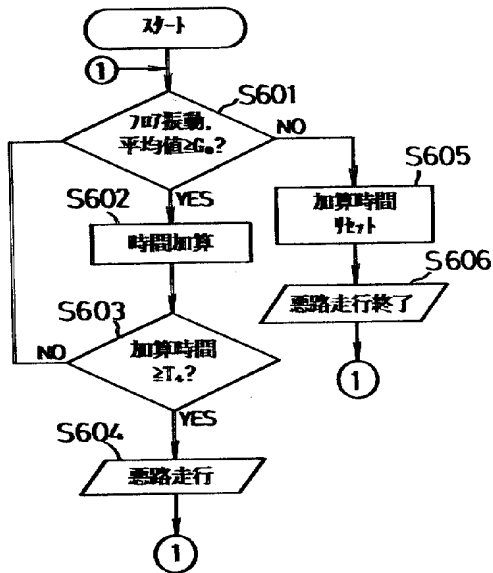 スタート
1
S601
フロア振動,
平均値≥G₀?
NO
YES
S602
時間加算
S605
加算時間
リセット
S606
悪路走行終了
1
S603
加算時間
≥T₄?
NO
YES
S604
悪路走行
1